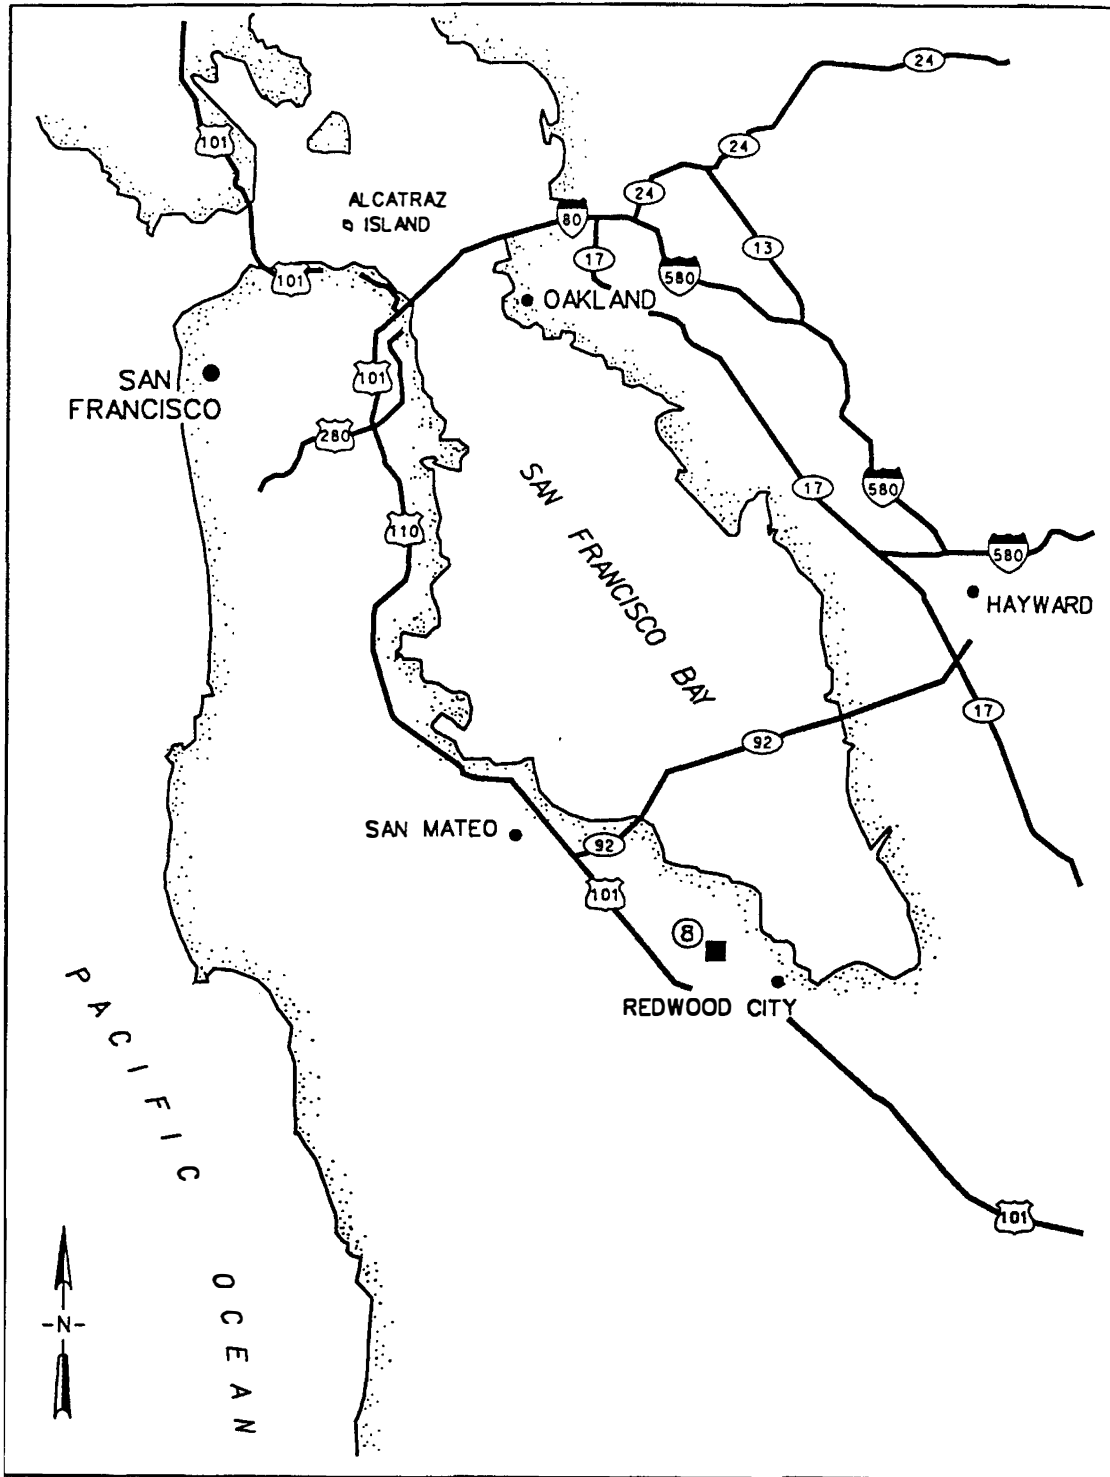 24
101
24
ALCATRAZ
ISLAND
24
80
13
17
580
101
OAKLAND
SAN
FRANCISCO
101
280
SAN FRANCISCO BAY
17
580
110
580
HAYWARD
17
92
SAN MATEO
92
101
8
REDWOOD CITY
PACIFIC
OCEAN
101
-N-